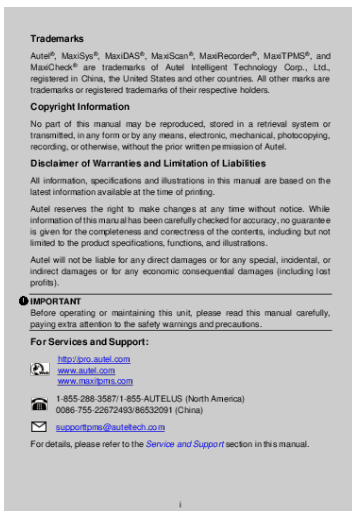 Trademarks
Autel®, MaxiSys®, MaxiDAS®, MaxiScan®, MaxiRecorder®, MaxiTPMS®, and
MaxiCheck® are trademarks of Autel Intelligent Technology Corp., Ltd.,
registered in China, the United States and other countries. All other marks are
trademarks or registered trademarks of their respective holders.
Copyright Information
No part of this manual may be reproduced, stored in a retrieval system or
transmitted, in any form or by any means, electronic, mechanical, photocopying,
recording, or otherwise, without the prior written permission of Autel.
Disclaimer of Warranties and Limitation of Liabilities
All information, specifications and illustrations in this manual are based on the
latest information available at the time of printing.
Autel reserves the right to make changes at any time without notice. While
information of this manual has been carefully checked for accuracy, no guarantee
is given for the completeness and correctness of the contents, including but not
limited to the product specifications, functions, and illustrations.
Autel will not be liable for any direct damages or for any special, incidental, or
indirect damages or for any economic consequential damages (including lost
profits).
IMPORTANT
Before operating or maintaining this unit, please read this manual carefully,
paying extra attention to the safety warnings and precautions.
For Services and Support:
http://pro.autel.com
www.autel.com
www.maxitpms.com
1-855-288-3587/1-855-AUTELUS (North America)
0086-755-22672493/86532091 (China)
supporttpms@auteltech.com
For details, please refer to the Service and Support section in this manual.
i